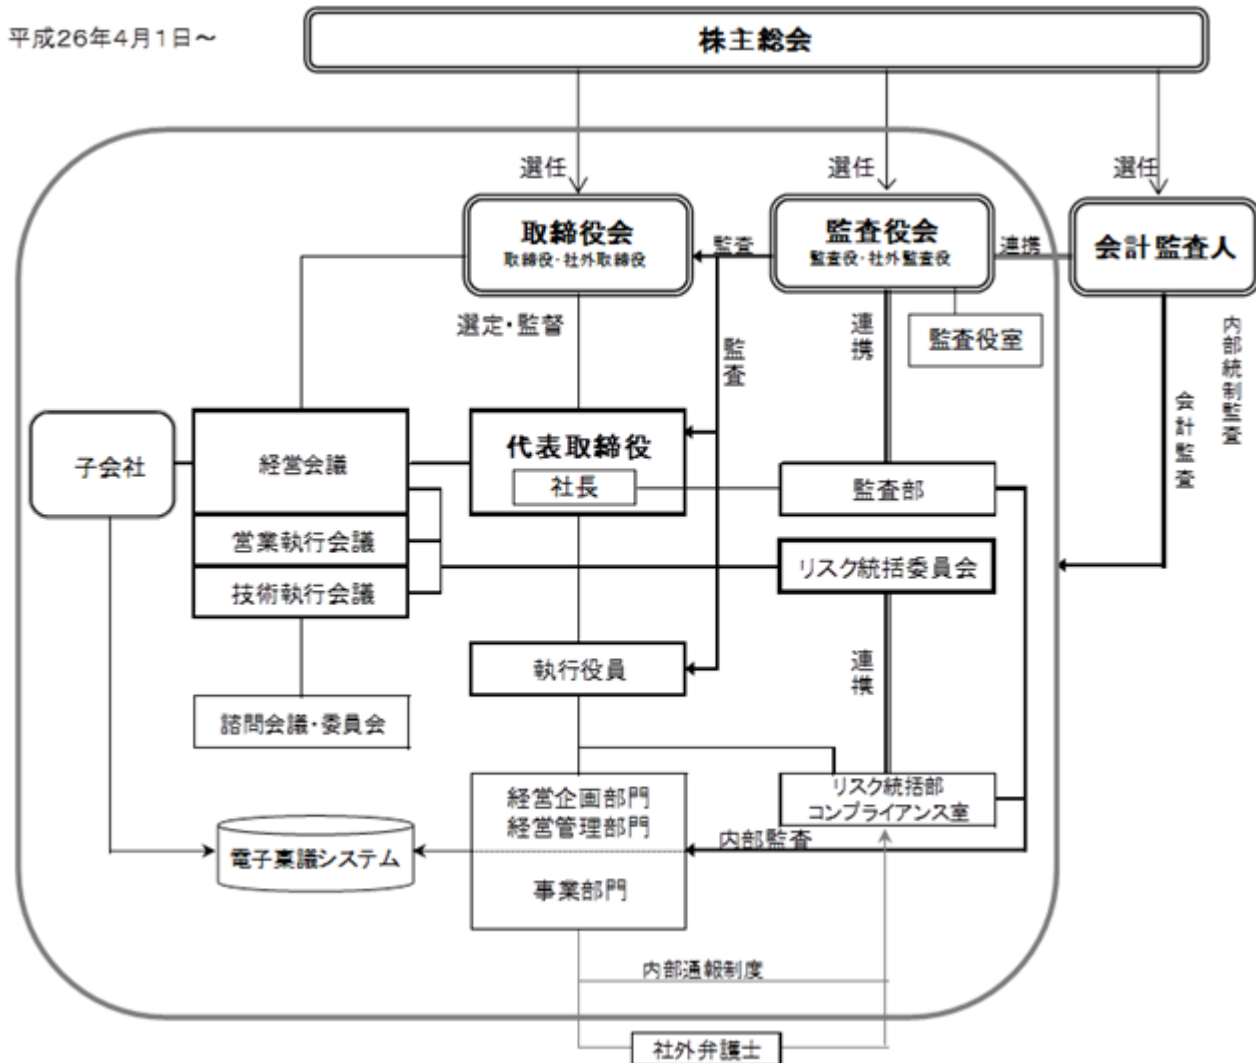 平成26年4月1日～
株主総会
選任
選任
選任
取締役会
取締役・社外取締役
監査
監査役会
監査役・社外監査役
連携
会計監査人
選定・監督
監査
連携
監査役室
内部統制監査
会計監査
子会社
経営会議
代表取締役
社長
監査部
営業執行会議
リスク統括委員会
技術執行会議
執行役員
連携
諮問会議・委員会
経営企画部門
経営管理部門
リスク統括部
コンプライアンス室
内部監査
電子稟議システム
事業部門
内部通報制度
社外弁護士